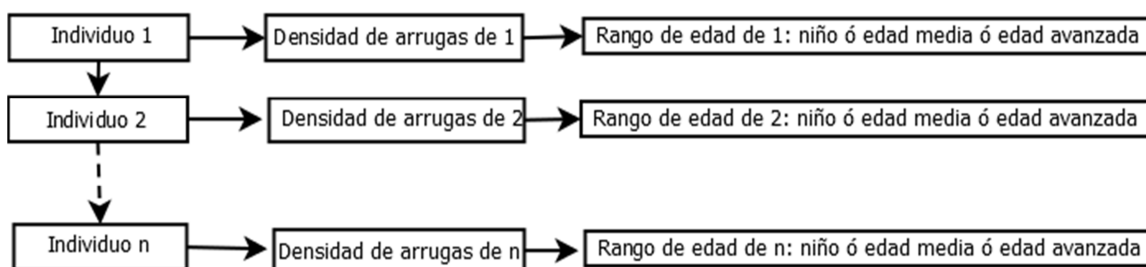 Individuo 1
Densidad de arrugas de 1
Rango de edad de 1: niño ó edad media ó edad avanzada
Individuo 2
Densidad de arrugas de 2
Rango de edad de 2: niño ó edad media ó edad avanzada
Individuo n
Densidad de arrugas de n
Rango de edad de n: niño ó edad media ó edad avanzada